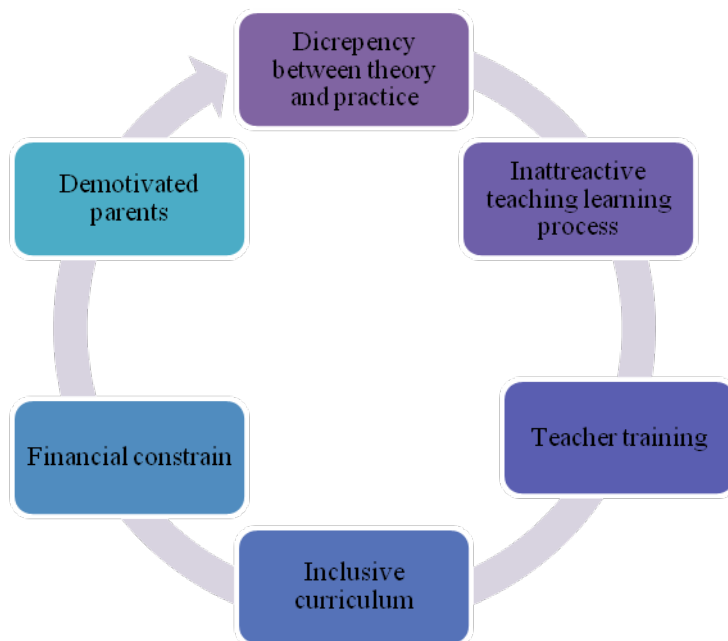 Dicrepency
between theory
and practice
Inattreactive
teaching learning
process
Teacher training
Inclusive
curriculum
Financial constrain
Demotivated
parents